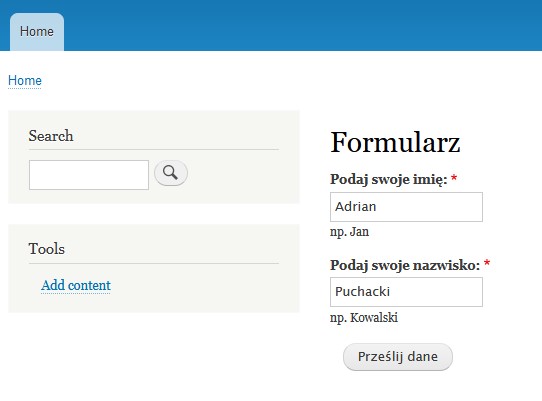 Home
Home
Search
Tools
Add content
Formularz
Podaj swoje imię: *
Adrian
np. Jan
Podaj swoje nazwisko: *
Puchacki
np. Kowalski
Prześlij dane